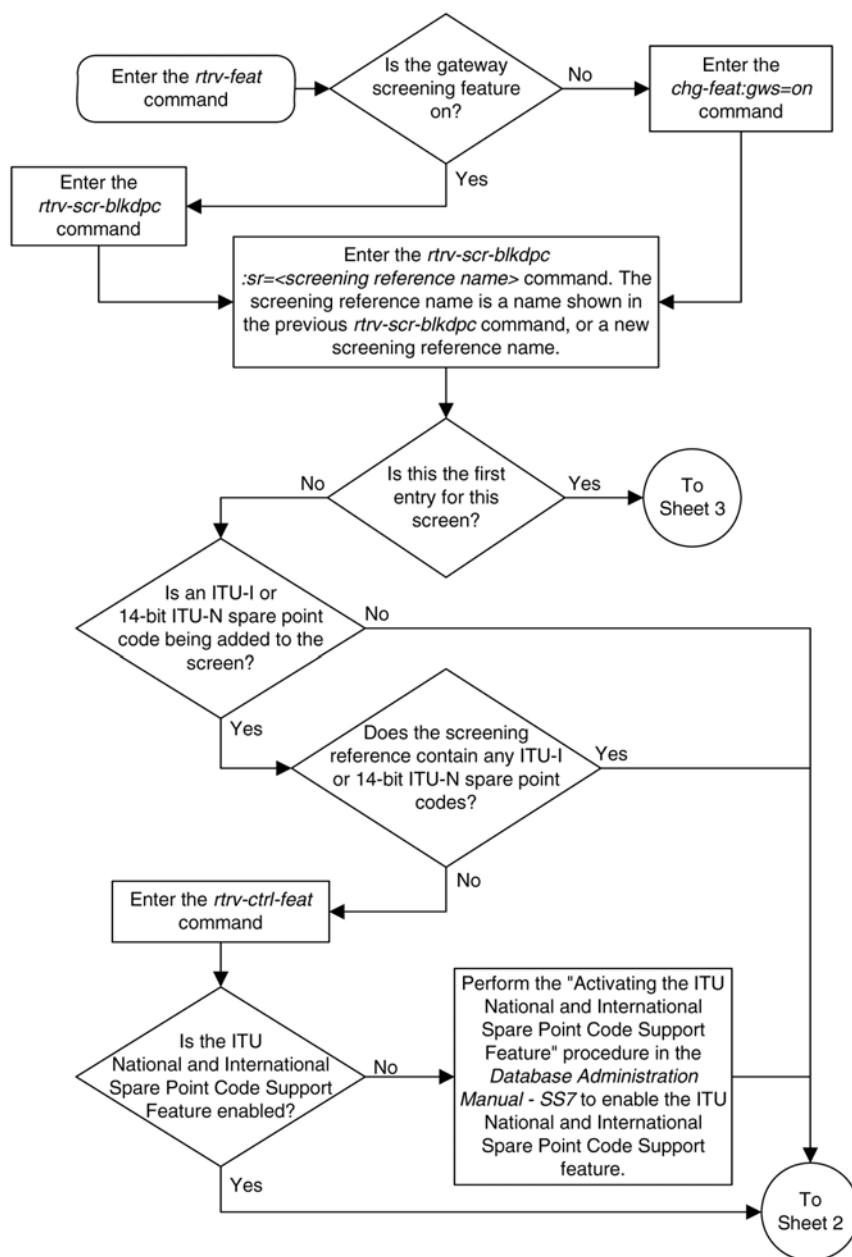 Enter the rtrv-feat
command
Is the gateway
screening feature
on?
No
Enter the
chg-feat:gws=on
command
Yes
Enter the
rtrv-scr-blkdpc
command
Enter the rtrv-scr-blkdpc
:sr=<screening reference name> command. The
screening reference name is a name shown in
the previous rtrv-scr-blkdpc command, or a new
screening reference name.
Is this the first
entry for this
screen?
No
Yes
To
Sheet 3
Is an ITU-I or
14-bit ITU-N spare point
code being added to the
screen?
No
Yes
Does the screening
reference contain any ITU-I
or 14-bit ITU-N spare point
codes?
Yes
No
Enter the rtrv-ctrl-feat
command
Is the ITU
National and International
Spare Point Code Support
Feature enabled?
No
Perform the "Activating the ITU
National and International
Spare Point Code Support
Feature" procedure in the
Database Administration
Manual - SS7 to enable the ITU
National and International
Spare Point Code Support
feature.
Yes
To
Sheet 2